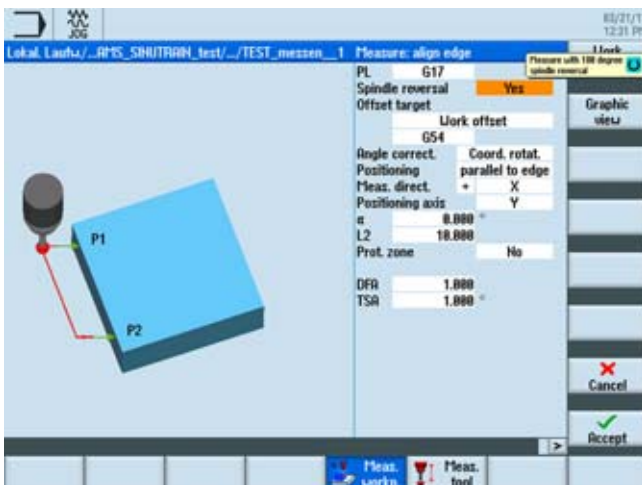 JOG
12:31
Lokal. Laufw./...AMS_SINUTRAIN_test/.../TEST_messen__1
Measure: align edge
Measure with 180 degree
spindle reversal
PL G17
Spindle reversal Yes
Offset target
Work offset
G54
Angle correct. Coord. rotat.
Positioning parallel to edge
Meas. direct. + X
Positioning axis Y
α 0.000 °
L2 10.000
Prot. zone No
DFA 1.000
TSA 1.000 °
P1
P2
Graphic
view
Cancel
Accept
>
Meas.
workp.
Meas.
tool